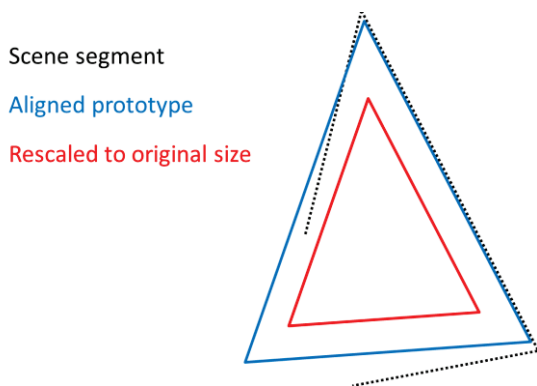 Scene segment
Aligned prototype
Rescaled to original size